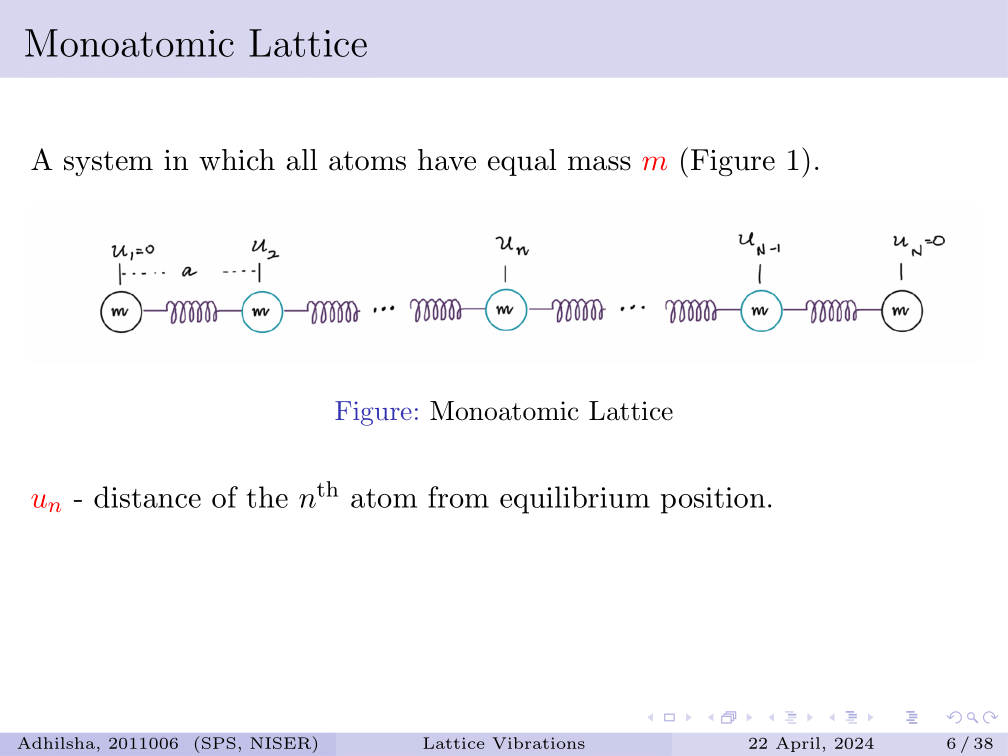 Monoatomic Lattice
A system in which all atoms have equal mass m (Figure 1).
u₁=0 u₂ uₙ u_N-1 u_N=0
a
m m ... m ... m m
Figure: Monoatomic Lattice
uₙ - distance of the nᵗʰ atom from equilibrium position.
Adhilsha, 2011006 (SPS, NISER) Lattice Vibrations 22 April, 2024 6 / 38